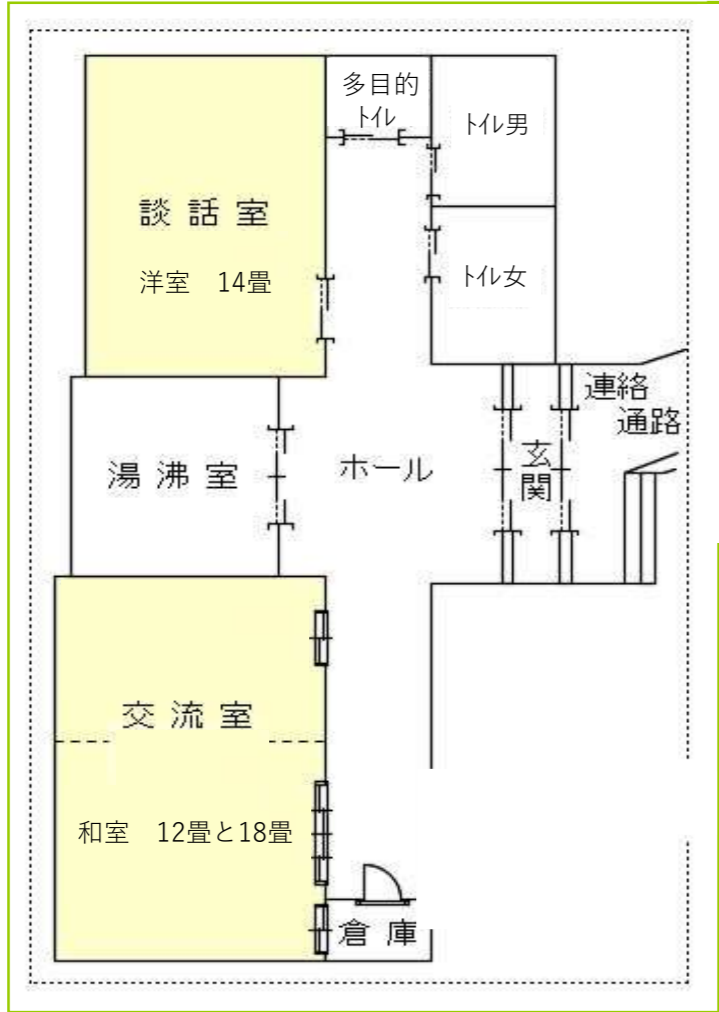 多目的
ﾄｲﾚ
ﾄｲﾚ男
談話室
洋室　14畳
ﾄｲﾚ女
連絡
通路
湯沸室
ホール
玄
関
交流室
和室　12畳と18畳
倉庫